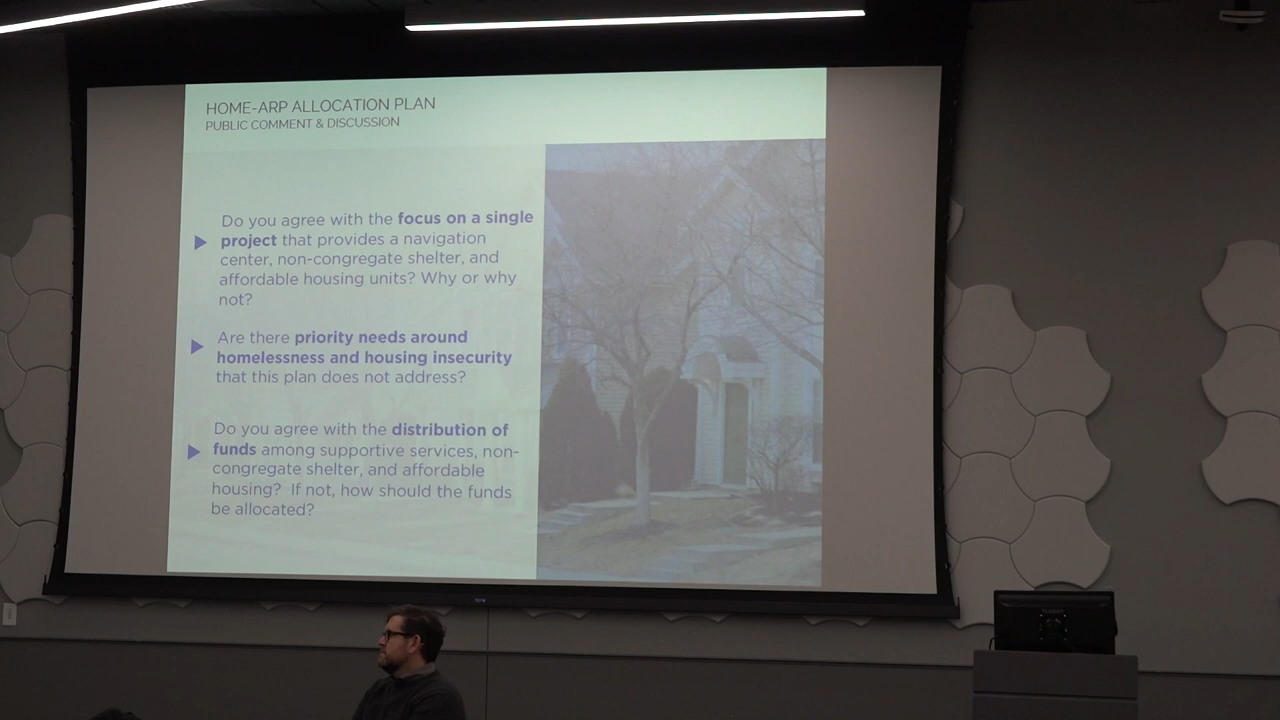 HOME-ARP ALLOCATION PLAN
PUBLIC COMMENT & DISCUSSION
Do you agree with the focus on a single
project that provides a navigation
center, non-congregate shelter, and
affordable housing units? Why or why
not?
Are there priority needs around
homelessness and housing insecurity
that this plan does not address?
Do you agree with the distribution of
funds among supportive services, non-
congregate shelter, and affordable
housing? If not, how should the funds
be allocated?